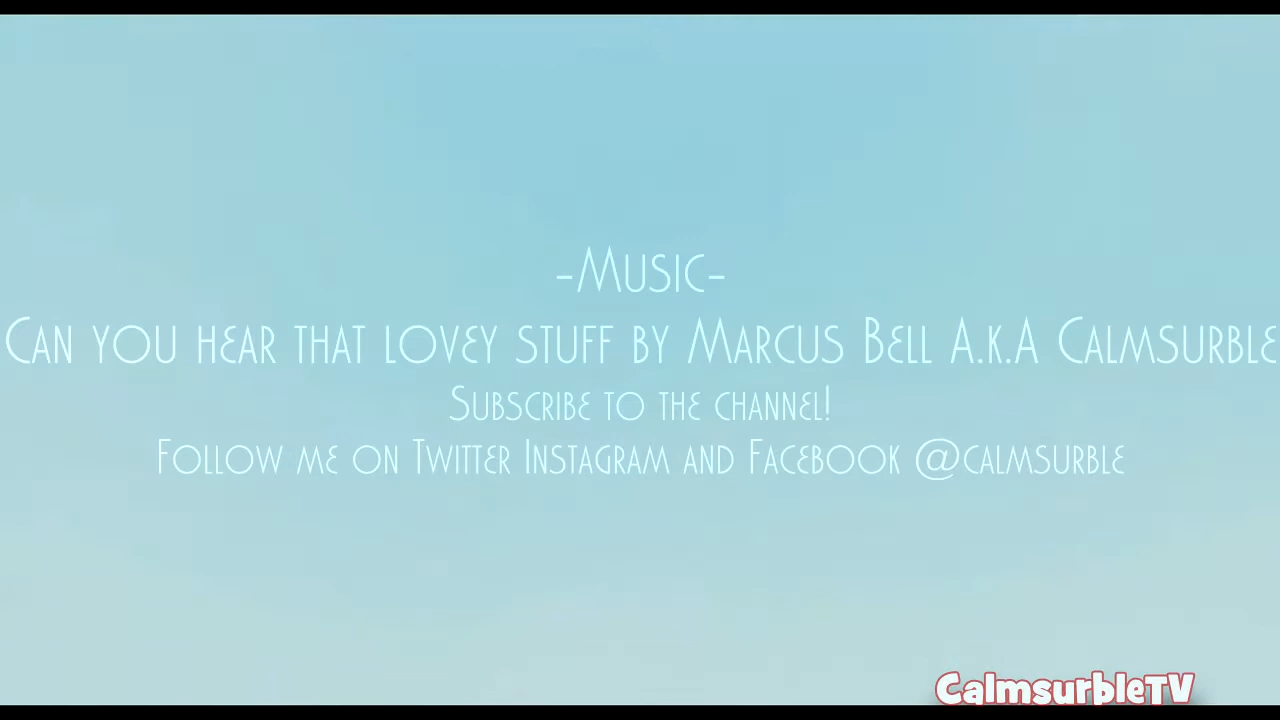 -Music-
Can you hear that lovey stuff by Marcus Bell A.K.A Calmsurble
Subscribe to the channel!
Follow me on Twitter Instagram and Facebook @calmsurble
CalmsurbleTV